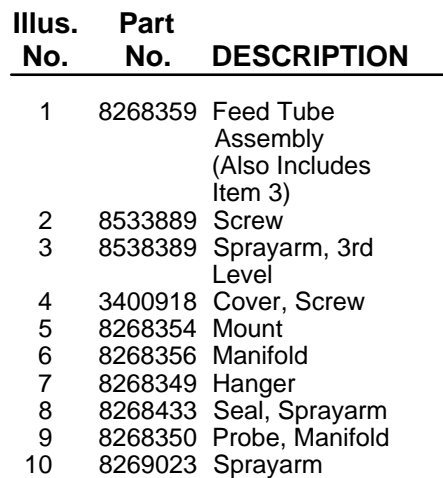 Illus. Part
No. No. DESCRIPTION
1 8268359 Feed Tube
Assembly
(Also Includes
Item 3)
2 8533889 Screw
3 8538389 Sprayarm, 3rd
Level
4 3400918 Cover, Screw
5 8268354 Mount
6 8268356 Manifold
7 8268349 Hanger
8 8268433 Seal, Sprayarm
9 8268350 Probe, Manifold
10 8269023 Sprayarm